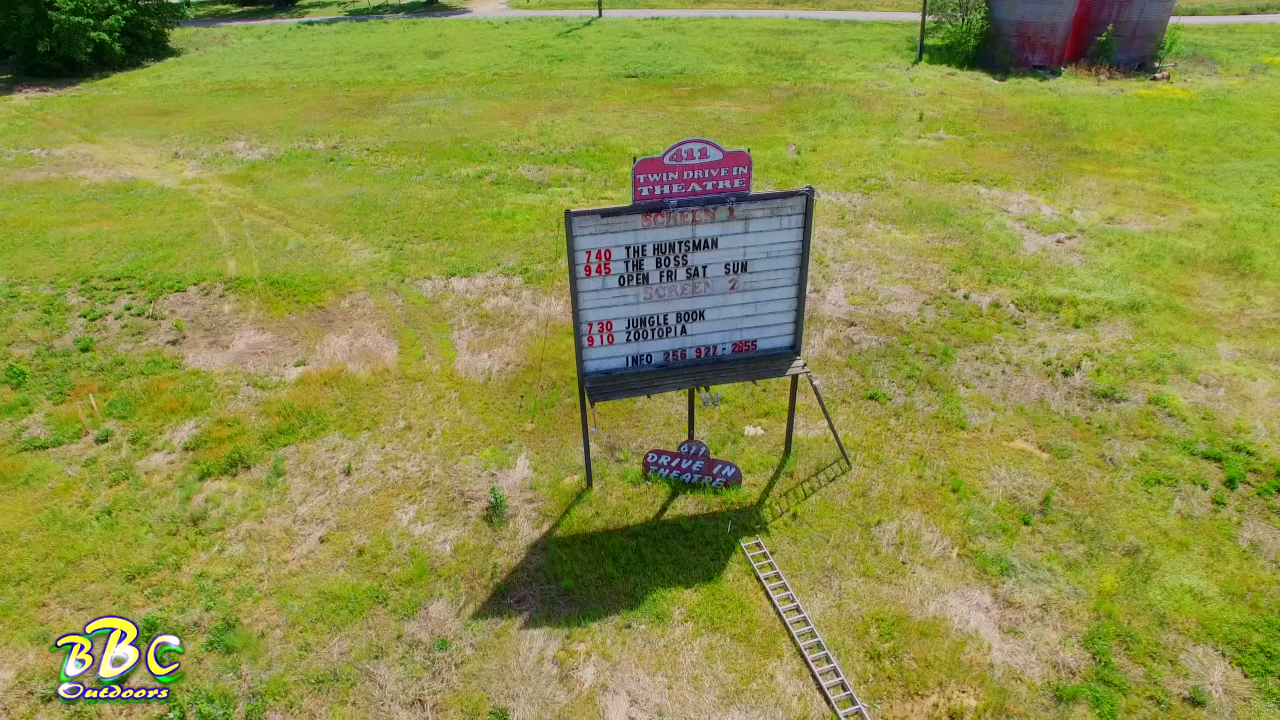 411
TWIN DRIVE IN
THEATRE
SCREEN 1
740 THE HUNTSMAN
945 THE BOSS
OPEN FRI SAT SUN
SCREEN 2
730 JUNGLE BOOK
910 ZOOTOPIA
INFO 256 927-2855
411
DRIVE IN
THEATRE
BBC
Outdoors